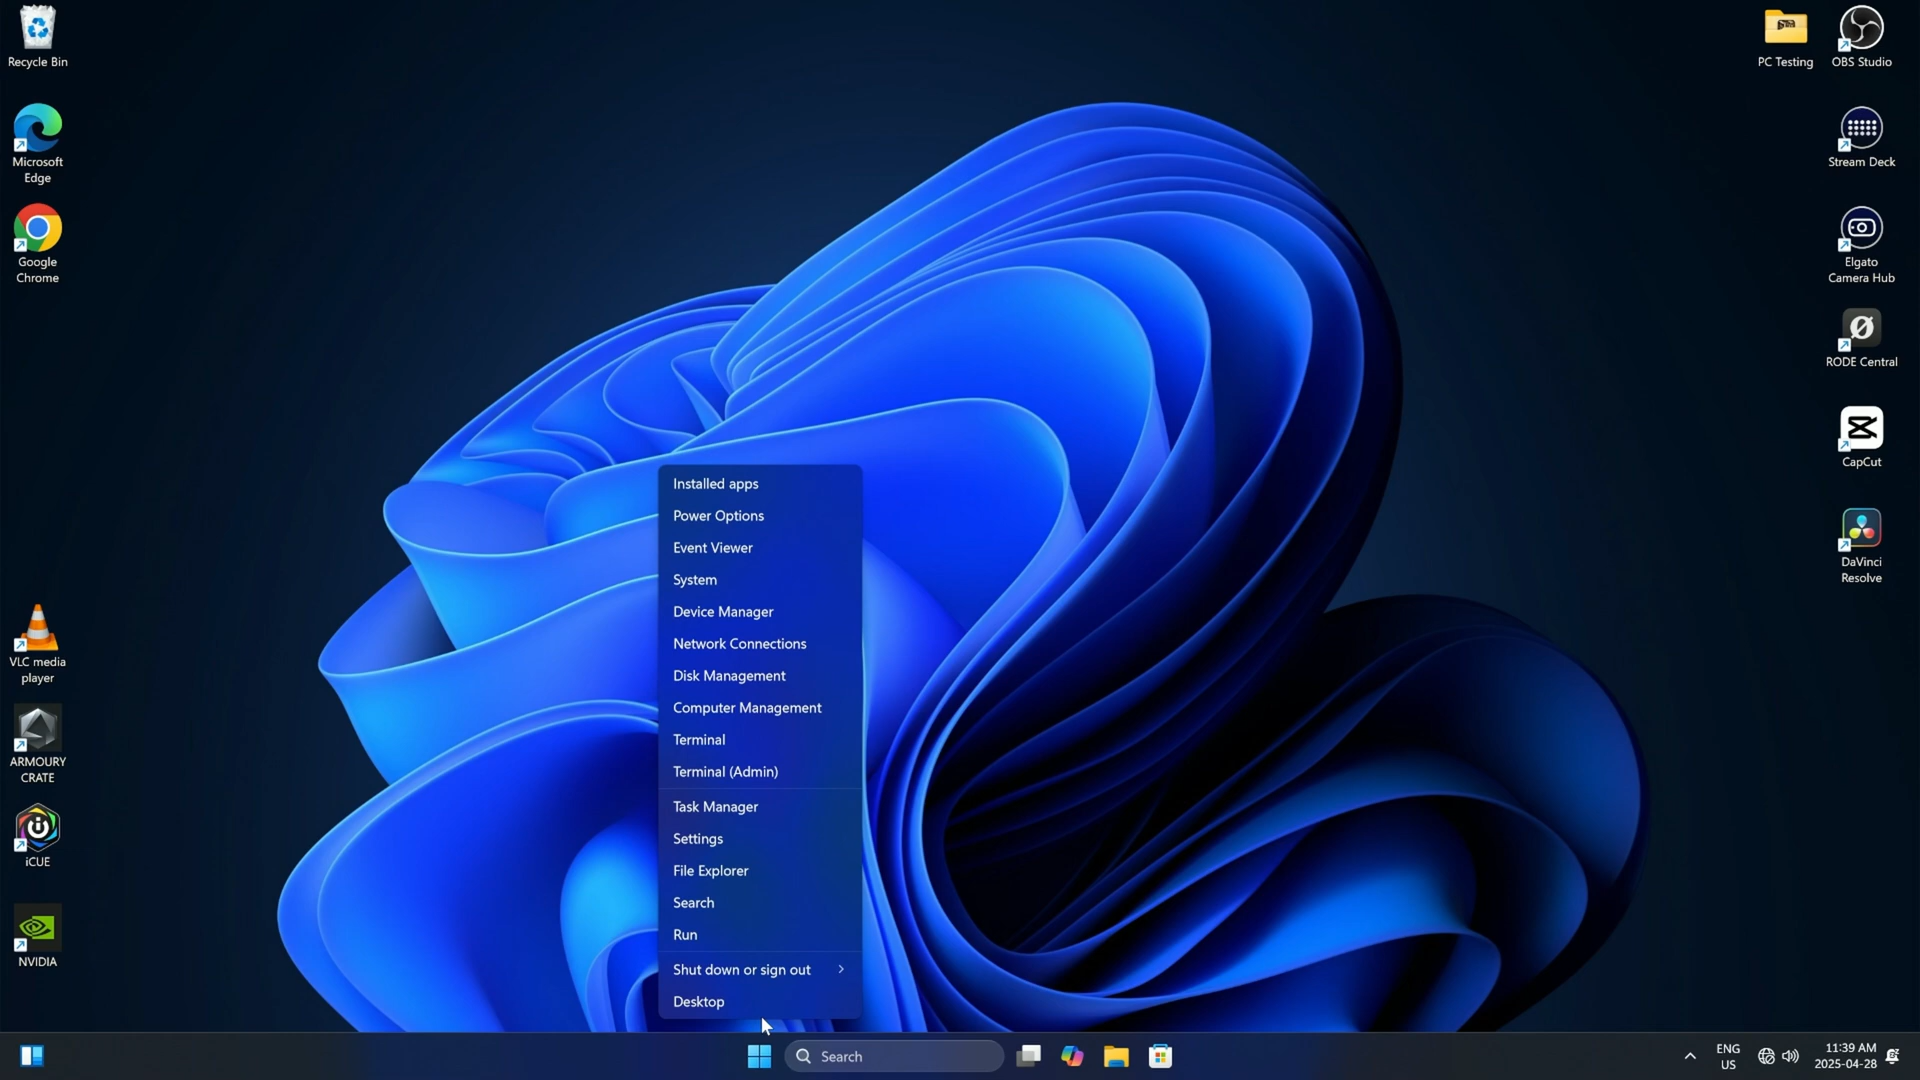 Recycle Bin
Microsoft
Edge
Google
Chrome
VLC media
player
ARMOURY
CRATE
iCUE
NVIDIA
PC Testing
OBS Studio
Stream Deck
Elgato
Camera Hub
RODE Central
CapCut
DaVinci
Resolve
Installed apps
Power Options
Event Viewer
System
Device Manager
Network Connections
Disk Management
Computer Management
Terminal
Terminal (Admin)
Task Manager
Settings
File Explorer
Search
Run
Shut down or sign out
Desktop
Search
ENG
US
11:39 AM
2025-04-28